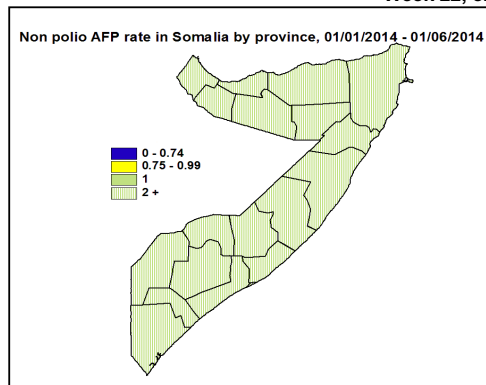 Non polio AFP rate in Somalia by province, 01/01/2014 - 01/06/2014
0 - 0.74
0.75 - 0.99
1
2 +